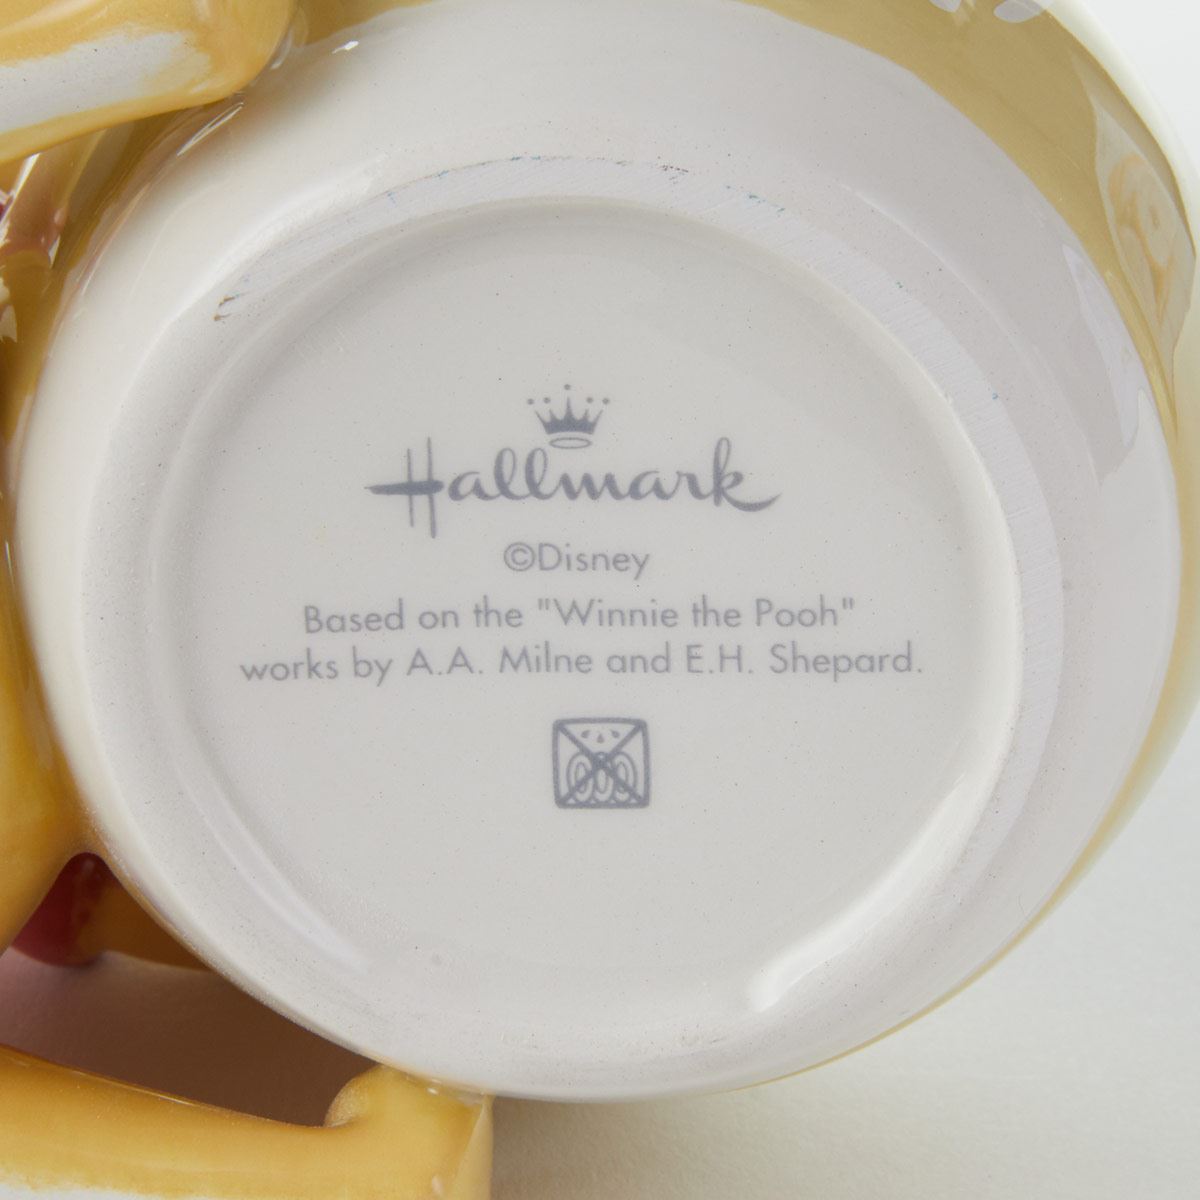 Hallmark
©Disney
Based on the "Winnie the Pooh"
works by A.A. Milne and E.H. Shepard.